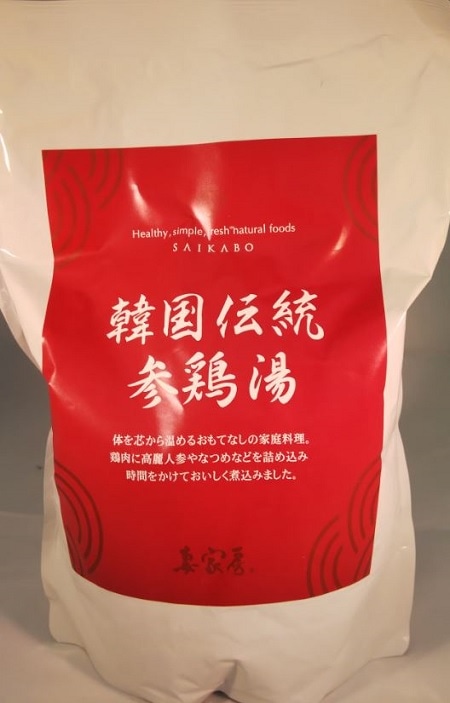 Healthy, simple, fresh "natural foods
SAIKABO
韓国伝統
参鶏湯
体を芯から温めるおもてなしの家庭料理。
鶏肉に高麗人参やなつめなどを詰め込み
時間をかけておいしく煮込みました。
妻家房®